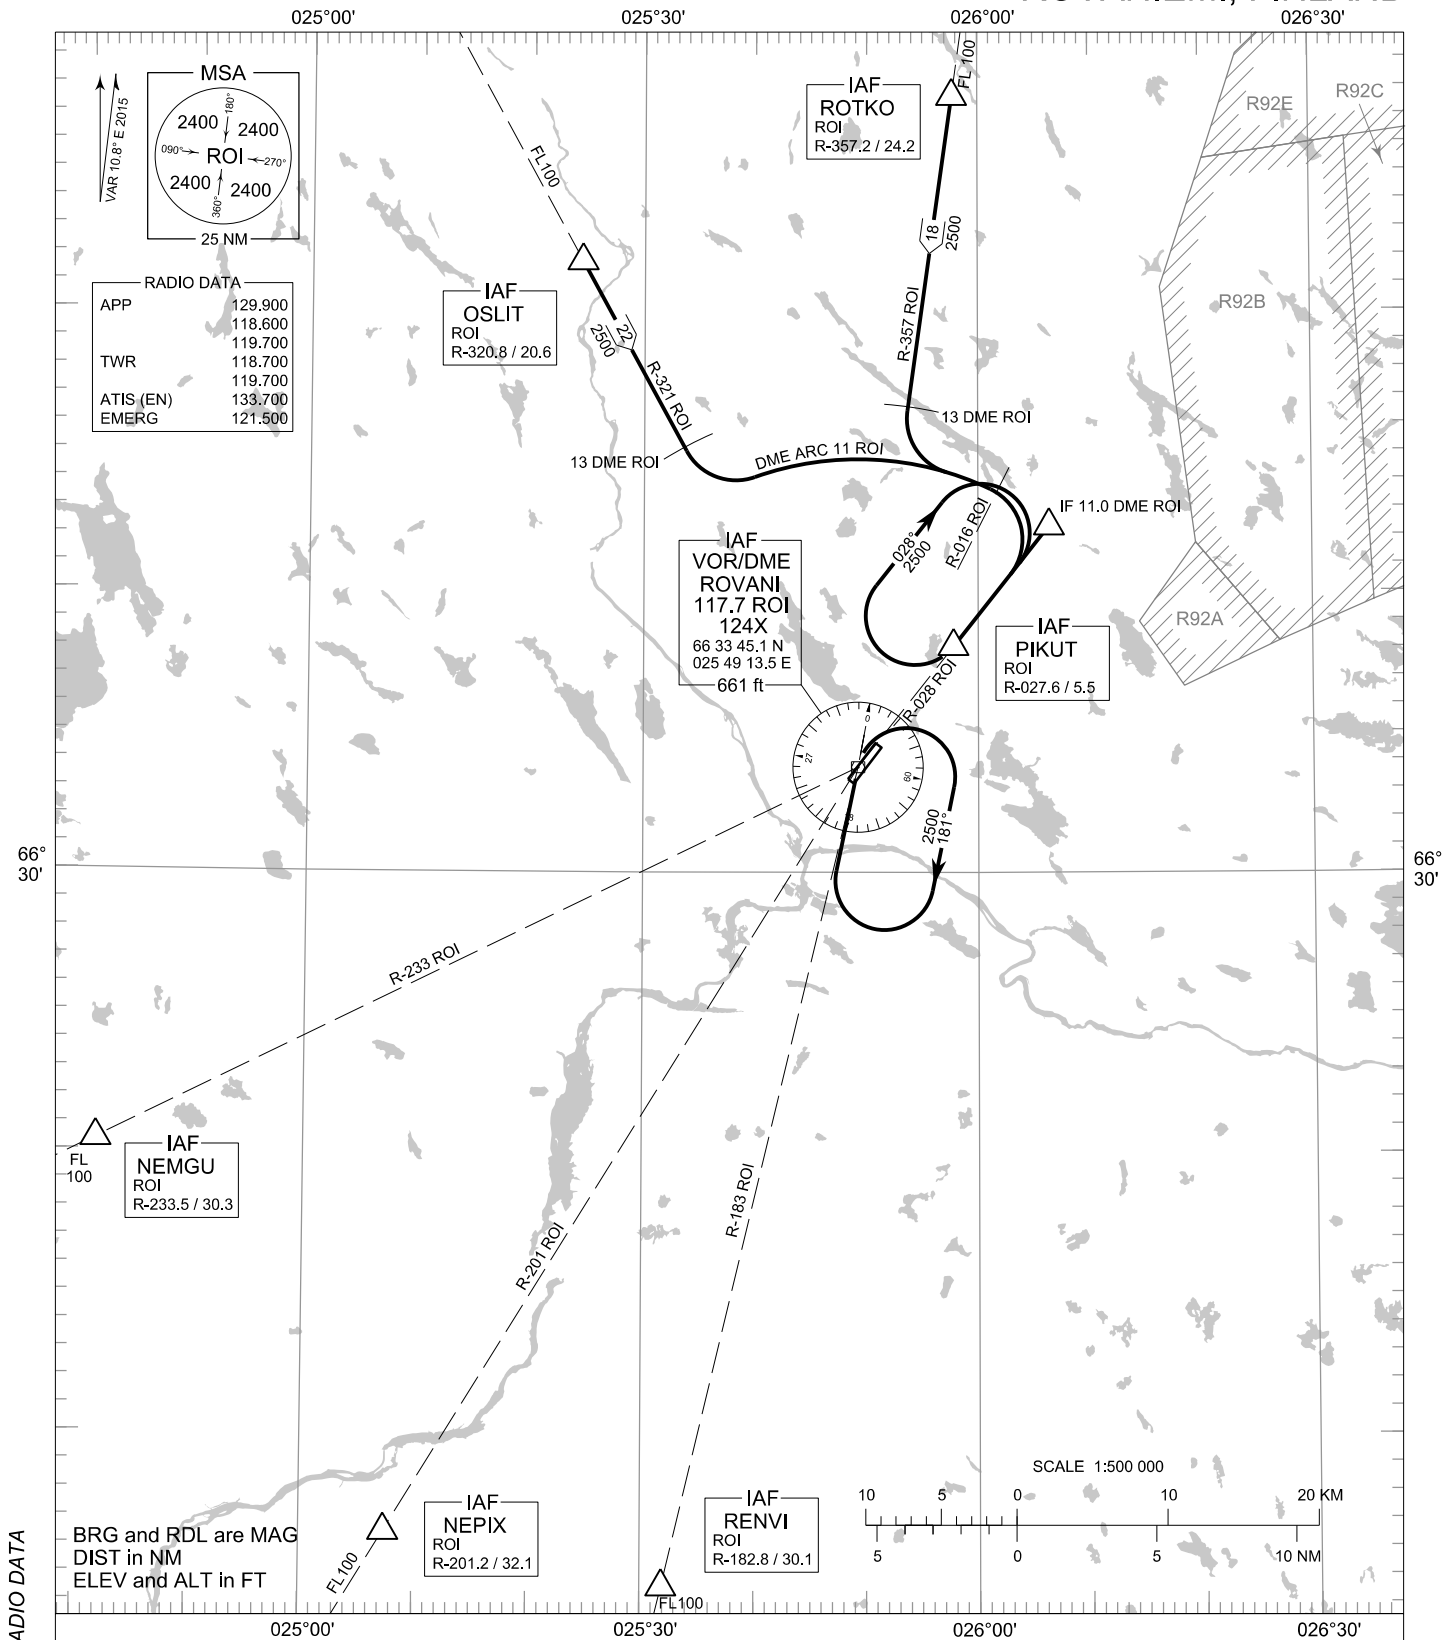 025°00'
025°30'
026°00'
026°30'
MSA
180°
2400
2400
090°
ROI
270°
2400
2400
360°
25 NM
VAR 10.8° E 2015
RADIO DATA
APP 129.900
118.600
119.700
TWR 118.700
119.700
ATIS (EN) 133.700
EMERG 121.500
FL100
IAF
OSLIT
ROI
R-320.8 / 20.6
22
2500
R-321 ROI
13 DME ROI
DME ARC 11 ROI
IAF
ROTKO
ROI
R-357.2 / 24.2
FL 100
18
2500
R-357 ROI
13 DME ROI
R92E
R92C
R92B
R92A
IF 11.0 DME ROI
R-016 ROI
028°
2500
IAF
VOR/DME
ROVANI
117.7 ROI
124X
66 33 45.1 N
025 49 13.5 E
661 ft
IAF
PIKUT
ROI
R-027.6 / 5.5
R-028 ROI
0
27
09
18
2500
181°
66°
30'
66°
30'
R-233 ROI
FL
100
IAF
NEMGU
ROI
R-233.5 / 30.3
R-201 ROI
R-183 ROI
SCALE 1:500 000
10 5 0 10 20 KM
5 0 5 10 NM
IAF
NEPIX
ROI
R-201.2 / 32.1
FL100
IAF
RENVI
ROI
R-182.8 / 30.1
FL100
BRG and RDL are MAG
DIST in NM
ELEV and ALT in FT
025°00'
025°30'
026°00'
026°30'